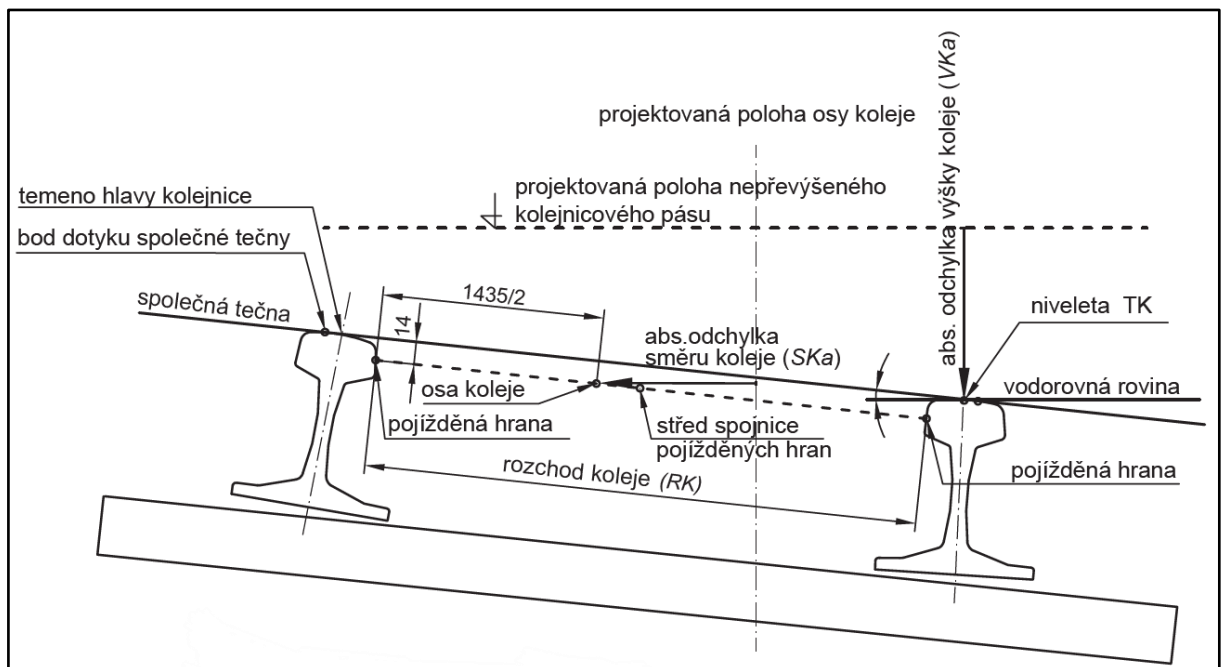 projektovaná poloha osy koleje
abs. odchylka výšky koleje (VKa)
projektovaná poloha nepřevýšeného
kolejnicového pásu
temeno hlavy kolejnice
bod dotyku společné tečny
společná tečna
1435/2
14
abs.odchylka
směru koleje (SKa)
niveleta TK
vodorovná rovina
osa koleje
pojížděná hrana
střed spojnice
pojížděných hran
rozchod koleje (RK)
pojížděná hrana